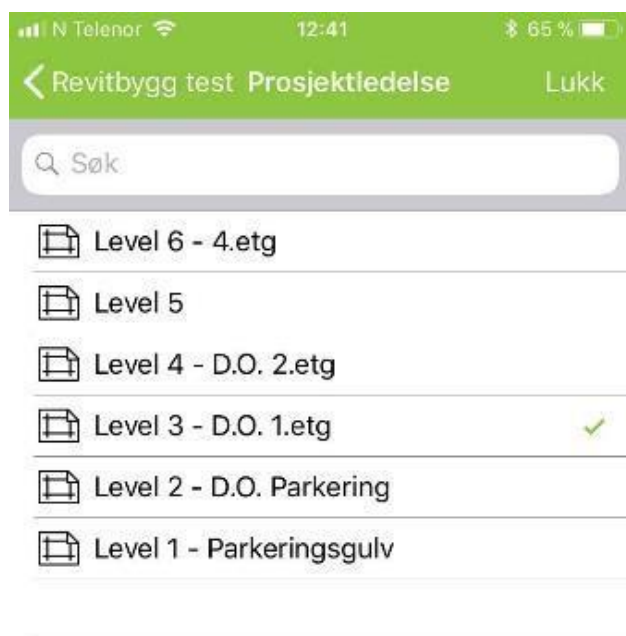 N Telenor 12:41 65 %
Revitbygg test Prosjektledelse Lukk
Søk
Level 6 - 4.etg
Level 5
Level 4 - D.O. 2.etg
Level 3 - D.O. 1.etg
Level 2 - D.O. Parkering
Level 1 - Parkeringsgulv